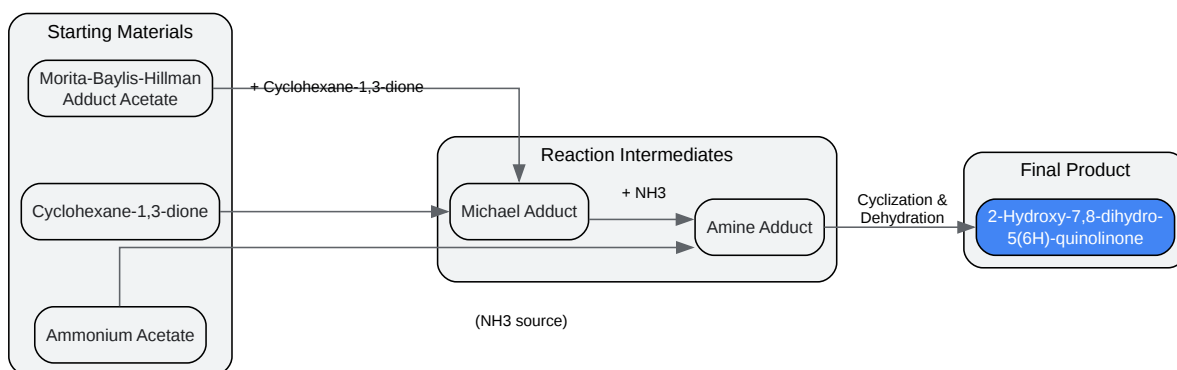 Starting Materials
Morita-Baylis-Hillman
Adduct Acetate
+ Cyclohexane-1,3-dione
Reaction Intermediates
Final Product
Cyclohexane-1,3-dione
Michael Adduct
+ NH3
Amine Adduct
Cyclization &
Dehydration
2-Hydroxy-7,8-dihydro-
5(6H)-quinolinone
Ammonium Acetate
(NH3 source)